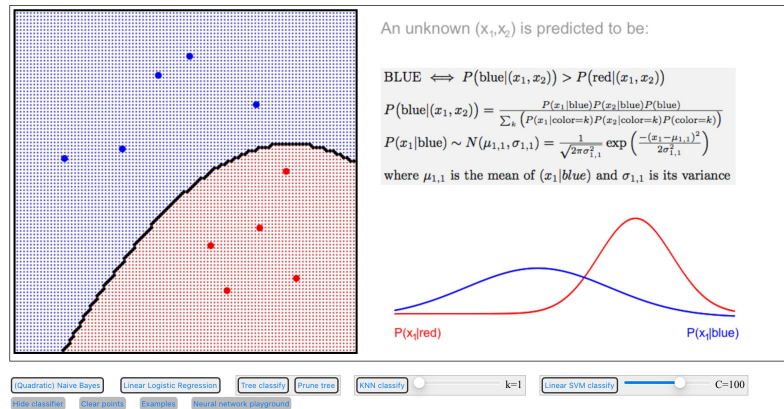 An unknown (x₁,x₂) is predicted to be:
BLUE ⟺ P(blue|(x₁, x₂)) > P(red|(x₁, x₂))
P(blue|(x₁, x₂)) = P(x₁|blue)P(x₂|blue)P(blue) / ∑ₖ (P(x₁|color=k)P(x₂|color=k)P(color=k))
P(x₁|blue) ∼ N(μ₁,₁, σ₁,₁) = 1/√(2πσ²₁,₁) exp(−(x₁−μ₁,₁)²/2σ²₁,₁)
where μ₁,₁ is the mean of (x₁|blue) and σ₁,₁ is its variance
P(x₁|red) P(x₁|blue)
(Quadratic) Naive Bayes Linear Logistic Regression Tree classify Prune tree KNN classify k=1 Linear SVM classify C=100
Hide classifier Clear points Examples Neural network playground